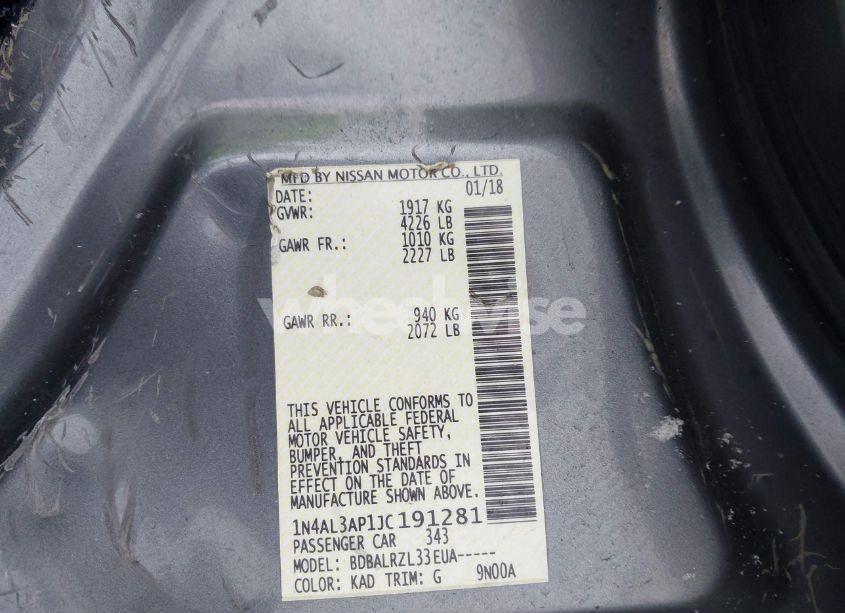 MFD BY NISSAN MOTOR CO., LTD.
DATE: 01/18
GVWR: 1917 KG
4226 LB
GAWR FR.: 1010 KG
2227 LB
wheelwise
GAWR RR.: 940 KG
2072 LB
THIS VEHICLE CONFORMS TO
ALL APPLICABLE FEDERAL
MOTOR VEHICLE SAFETY,
BUMPER, AND THEFT
PREVENTION STANDARDS IN
EFFECT ON THE DATE OF
MANUFACTURE SHOWN ABOVE.
1N4AL3AP1JC191281
PASSENGER CAR 343
MODEL: BDBALRZL33EUA-----
COLOR: KAD TRIM: G 9N00A